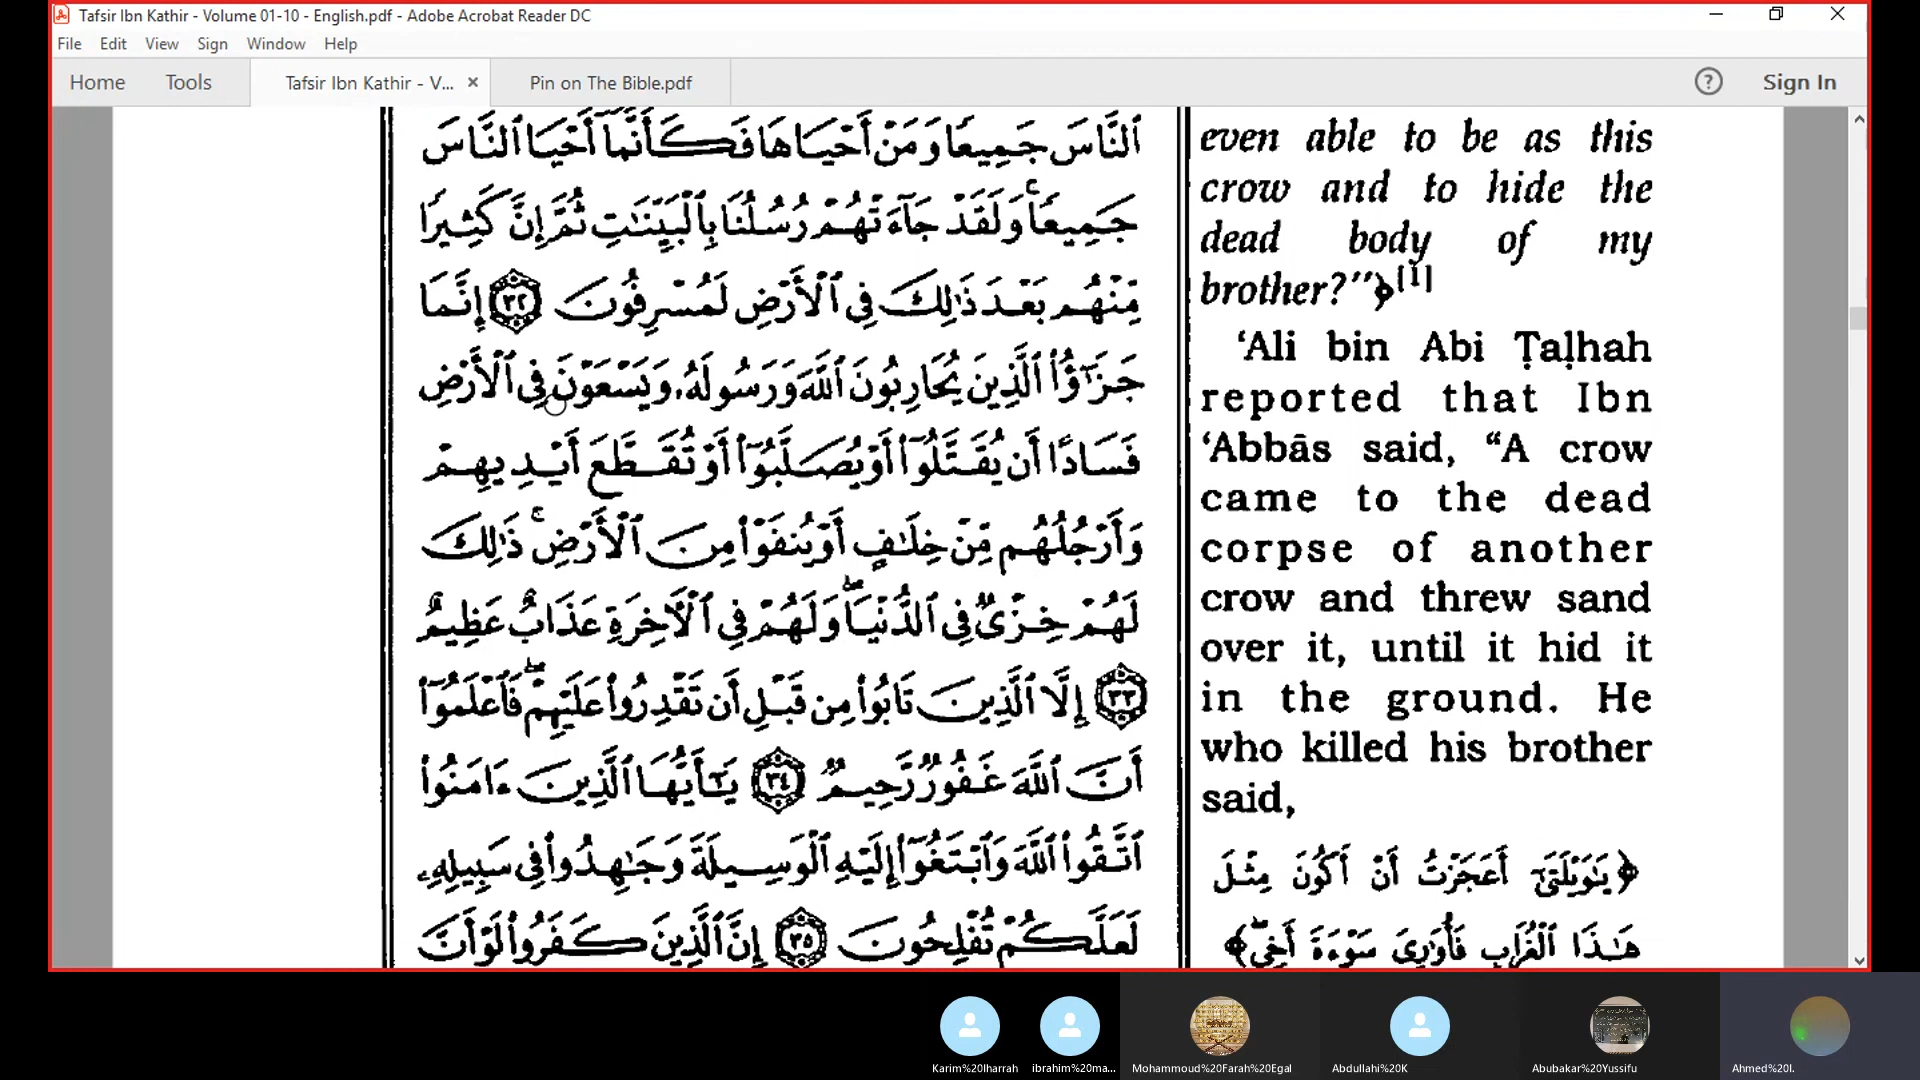 Tafsir Ibn Kathir - Volume 01-10 - English.pdf - Adobe Acrobat Reader DC
File Edit View Sign Window Help
Home Tools Tafsir Ibn Kathir - V... × Pin on The Bible.pdf ? Sign In
ٱلنَّاسَ جَمِيعًا وَمَنْ أَحْيَاهَا فَكَأَنَّمَآ أَحْيَا ٱلنَّاسَ
جَمِيعًا ۚ وَلَقَدْ جَآءَتْهُمْ رُسُلُنَا بِٱلْبَيِّنَٰتِ ثُمَّ إِنَّ كَثِيرًا
مِّنْهُم بَعْدَ ذَٰلِكَ فِى ٱلْأَرْضِ لَمُسْرِفُونَ ٣٢ إِنَّمَا
جَزَٰٓؤُا۟ ٱلَّذِينَ يُحَارِبُونَ ٱللَّهَ وَرَسُولَهُۥ وَيَسْعَوْنَ فِى ٱلْأَرْضِ
فَسَادًا أَن يُقَتَّلُوٓا۟ أَوْ يُصَلَّبُوٓا۟ أَوْ تُقَطَّعَ أَيْدِيهِمْ
وَأَرْجُلُهُم مِّنْ خِلَٰفٍ أَوْ يُنفَوْا۟ مِنَ ٱلْأَرْضِ ۚ ذَٰلِكَ
لَهُمْ خِزْىٌ فِى ٱلدُّنْيَا ۖ وَلَهُمْ فِى ٱلْءَاخِرَةِ عَذَابٌ عَظِيمٌ
٣٣ إِلَّا ٱلَّذِينَ تَابُوا۟ مِن قَبْلِ أَن تَقْدِرُوا۟ عَلَيْهِمْ ۖ فَٱعْلَمُوٓا۟
أَنَّ ٱللَّهَ غَفُورٌ رَّحِيمٌ ٣٤ يَٰٓأَيُّهَا ٱلَّذِينَ ءَامَنُوا۟
ٱتَّقُوا۟ ٱللَّهَ وَٱبْتَغُوٓا۟ إِلَيْهِ ٱلْوَسِيلَةَ وَجَٰهِدُوا۟ فِى سَبِيلِهِۦ
لَعَلَّكُمْ تُفْلِحُونَ ٣٥ إِنَّ ٱلَّذِينَ كَفَرُوا۟ لَوْ أَنَّ
even able to be as this
crow and to hide the
dead body of my
brother?"﴾[1]
‘Ali bin Abi Ṭalḥah
reported that Ibn
‘Abbās said, “A crow
came to the dead
corpse of another
crow and threw sand
over it, until it hid it
in the ground. He
who killed his brother
said,
﴿يَٰوَيْلَتَىٰٓ أَعَجَزْتُ أَنْ أَكُونَ مِثْلَ
هَٰذَا ٱلْغُرَابِ فَأُوَٰرِىَ سَوْءَةَ أَخِى ۖ﴾
Karim%20Iharrah ibrahim%20ma... Mohammoud%20Farah%20Egal Abdullahi%20K Abubakar%20Yussifu Ahmed%20I.